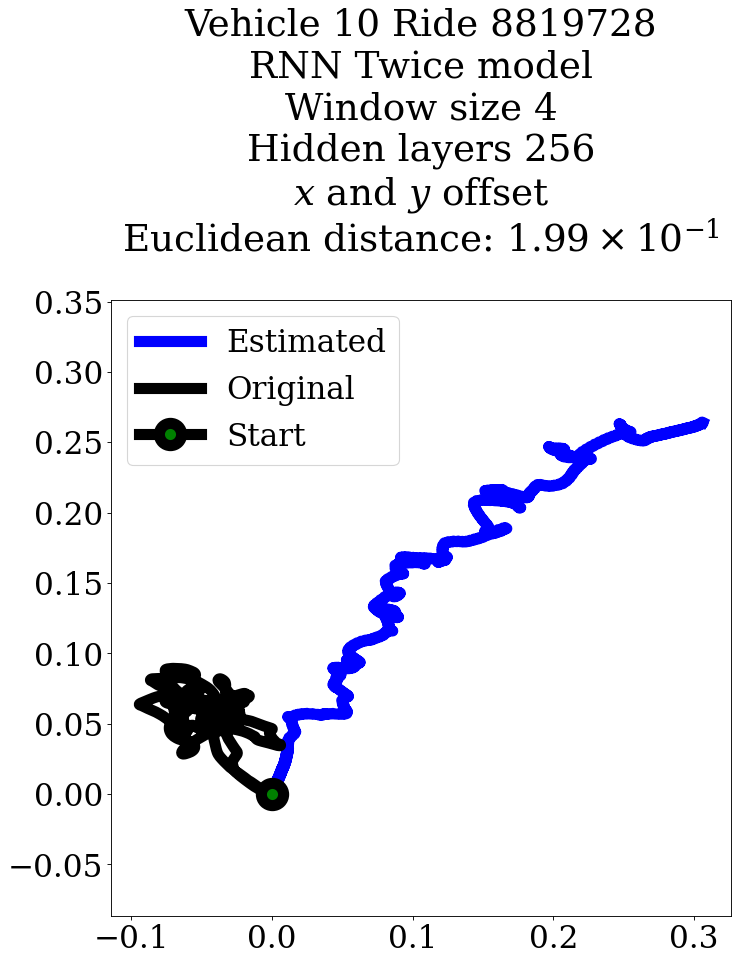 Vehicle 10 Ride 8819728
RNN Twice model
Window size 4
Hidden layers 256
x and y offset
Euclidean distance: 1.99 × 10⁻¹
0.35
0.30
0.25
0.20
0.15
0.10
0.05
0.00
−0.05
Estimated
Original
Start
−0.1 0.0 0.1 0.2 0.3